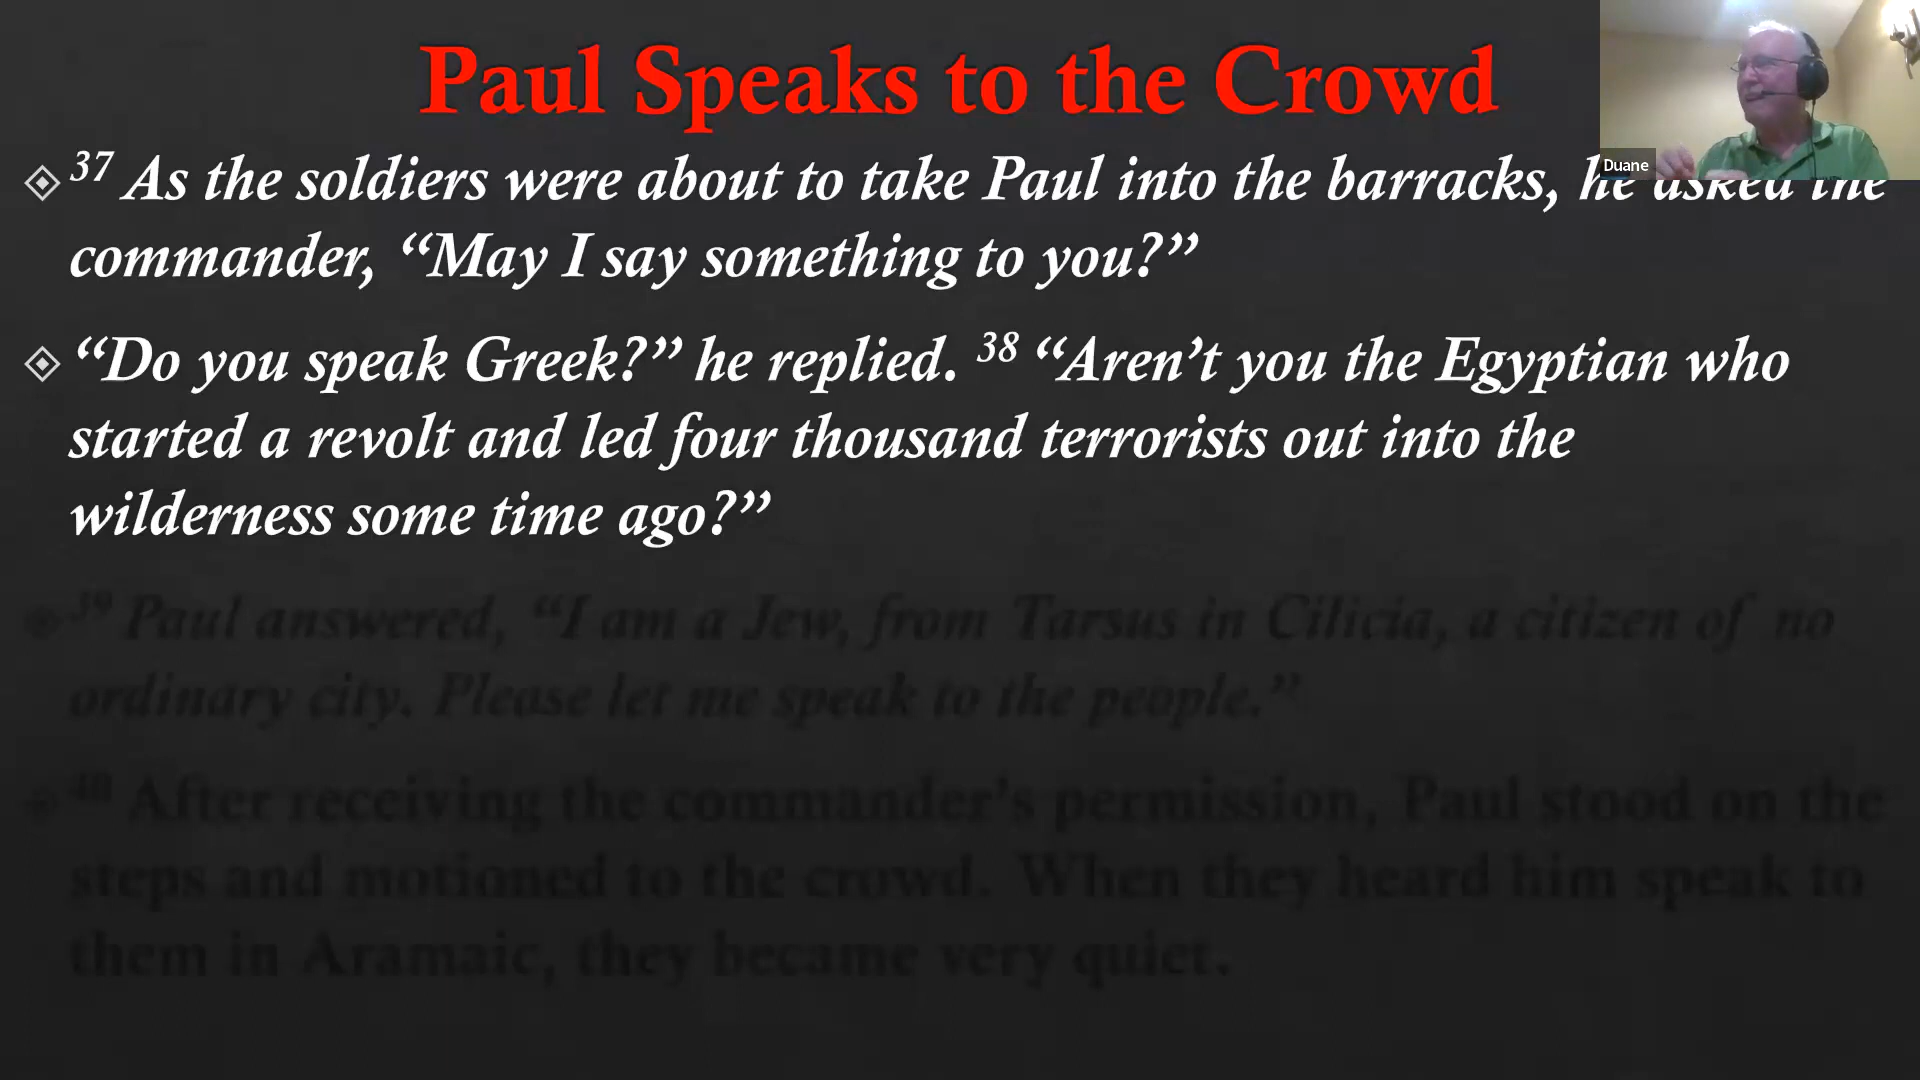 Paul Speaks to the Crowd
Duane
37 As the soldiers were about to take Paul into the barracks, he asked the
commander, “May I say something to you?”
“Do you speak Greek?” he replied. 38 “Aren’t you the Egyptian who
started a revolt and led four thousand terrorists out into the
wilderness some time ago?”
39 Paul answered, “I am a Jew, from Tarsus in Cilicia, a citizen of no
ordinary city. Please let me speak to the people.”
40 After receiving the commander’s permission, Paul stood on the
steps and motioned to the crowd. When they heard him speak to
them in Aramaic, they became very quiet.